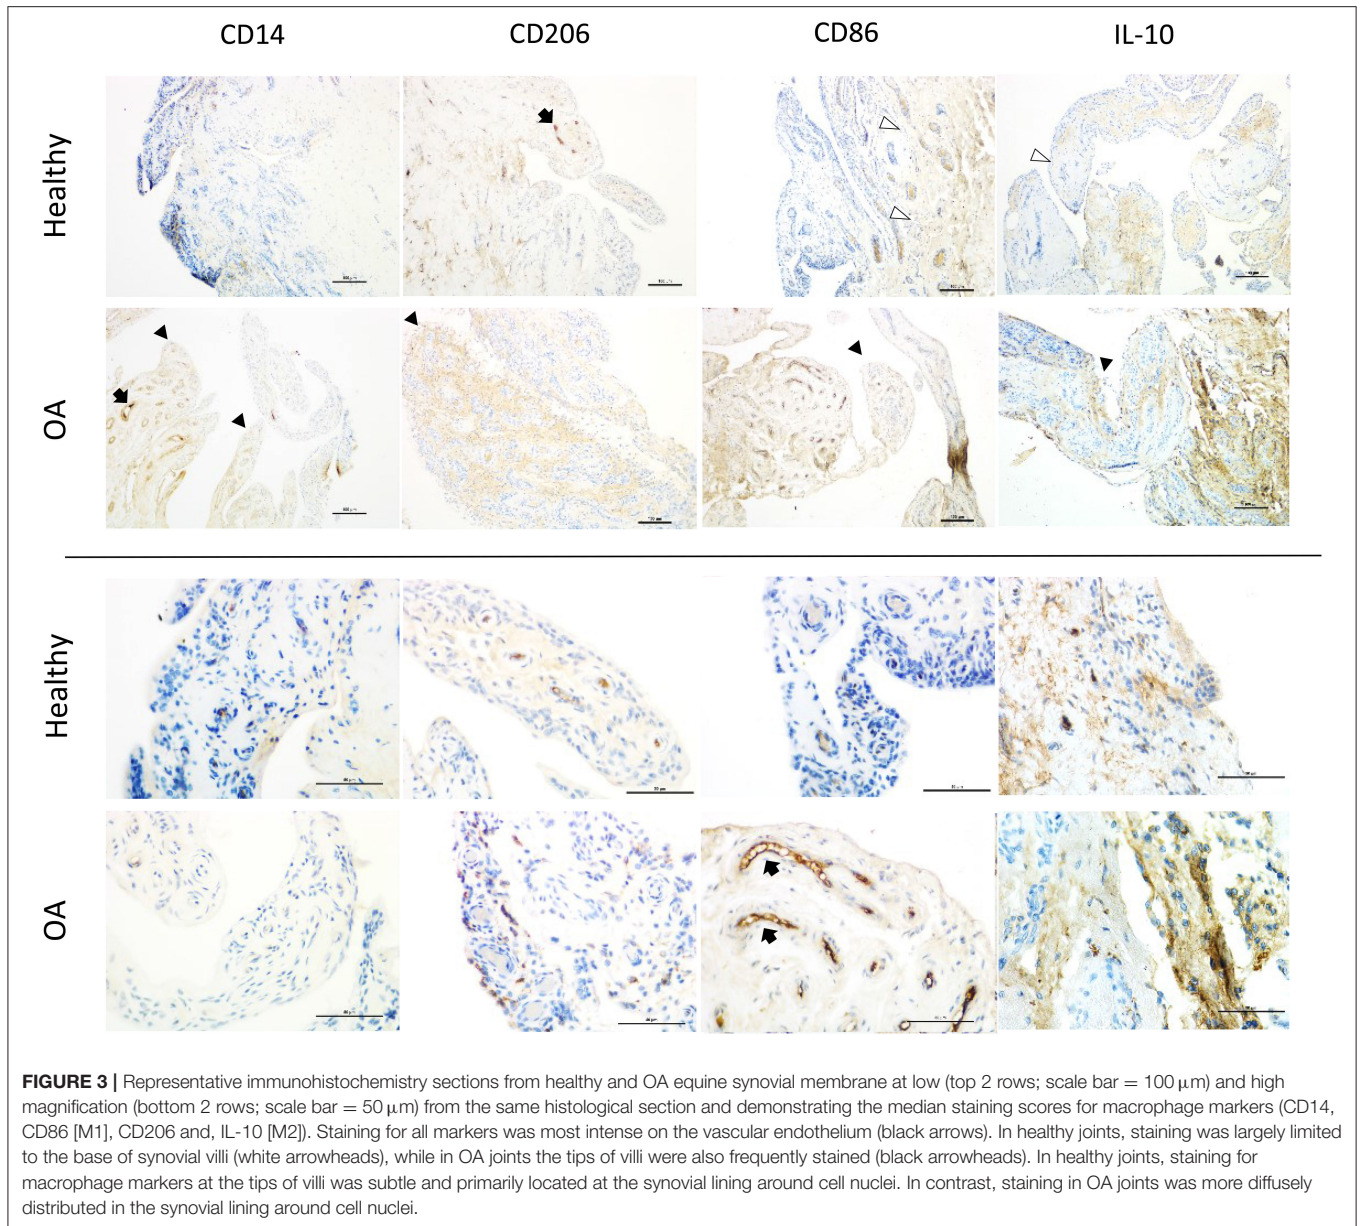 CD14 CD206 CD86 IL-10
Healthy
OA
Healthy
OA
FIGURE 3 | Representative immunohistochemistry sections from healthy and OA equine synovial membrane at low (top 2 rows; scale bar = 100 μm) and high
magnification (bottom 2 rows; scale bar = 50 μm) from the same histological section and demonstrating the median staining scores for macrophage markers (CD14,
CD86 [M1], CD206 and, IL-10 [M2]). Staining for all markers was most intense on the vascular endothelium (black arrows). In healthy joints, staining was largely limited
to the base of synovial villi (white arrowheads), while in OA joints the tips of villi were also frequently stained (black arrowheads). In healthy joints, staining for
macrophage markers at the tips of villi was subtle and primarily located at the synovial lining around cell nuclei. In contrast, staining in OA joints was more diffusely
distributed in the synovial lining around cell nuclei.